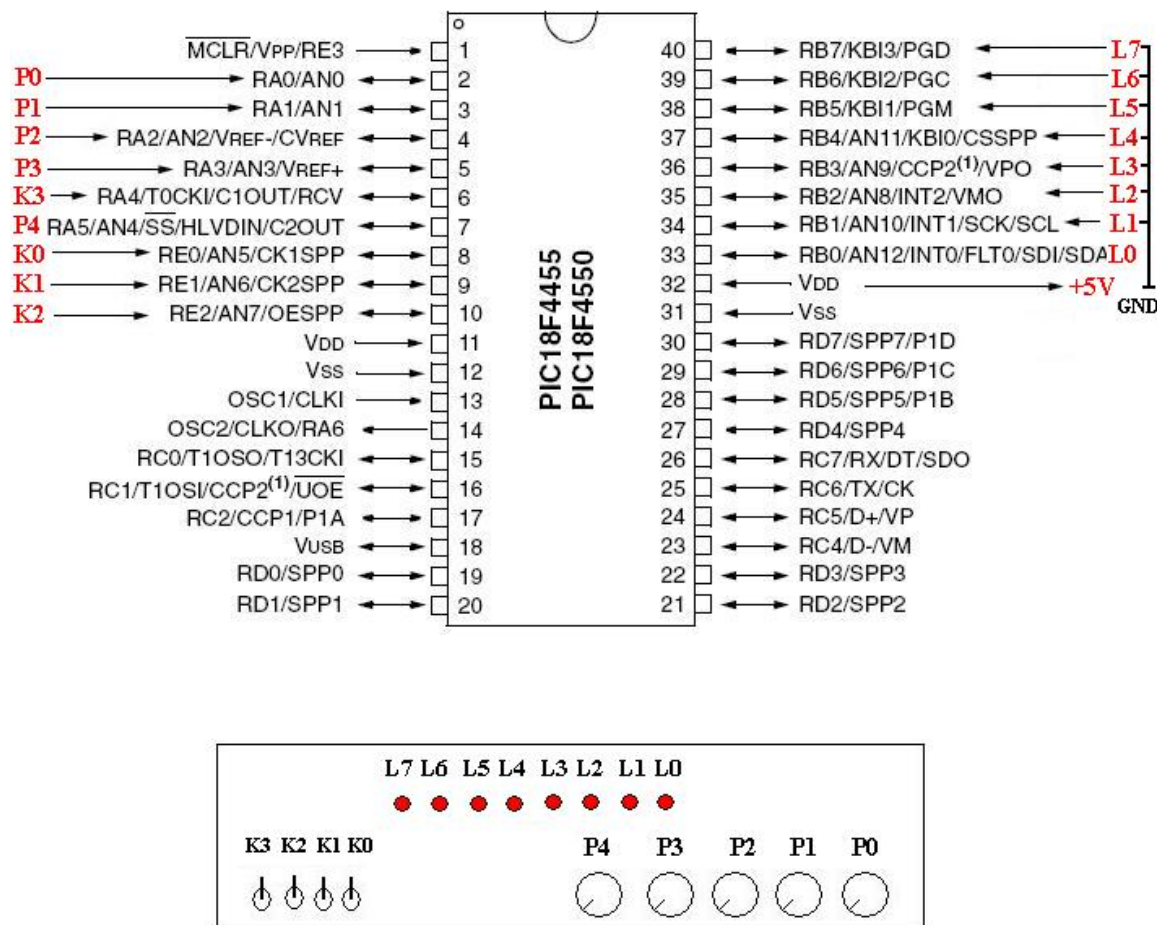 MCLR/VPP/RE3 1 40 RB7/KBI3/PGD L7
P0 RA0/AN0 2 39 RB6/KBI2/PGC L6
P1 RA1/AN1 3 38 RB5/KBI1/PGM L5
P2 RA2/AN2/VREF-/CVREF 4 37 RB4/AN11/KBI0/CSSPP L4
P3 RA3/AN3/VREF+ 5 36 RB3/AN9/CCP2(1)/VPO L3
K3 RA4/T0CKI/C1OUT/RCV 6 35 RB2/AN8/INT2/VMO L2
P4 RA5/AN4/SS/HLVDIN/C2OUT 7 34 RB1/AN10/INT1/SCK/SCL L1
K0 RE0/AN5/CK1SPP 8 33 RB0/AN12/INT0/FLT0/SDI/SDA L0
K1 RE1/AN6/CK2SPP 9 32 VDD +5V
K2 RE2/AN7/OESPP 10 31 VSS GND
VDD 11 30 RD7/SPP7/P1D
VSS 12 29 RD6/SPP6/P1C
OSC1/CLKI 13 28 RD5/SPP5/P1B
OSC2/CLKO/RA6 14 27 RD4/SPP4
RC0/T1OSO/T13CKI 15 26 RC7/RX/DT/SDO
RC1/T1OSI/CCP2(1)/UOE 16 25 RC6/TX/CK
RC2/CCP1/P1A 17 24 RC5/D+/VP
VUSB 18 23 RC4/D-/VM
RD0/SPP0 19 22 RD3/SPP3
RD1/SPP1 20 21 RD2/SPP2
PIC18F4455
PIC18F4550
L7 L6 L5 L4 L3 L2 L1 L0
K3 K2 K1 K0 P4 P3 P2 P1 P0